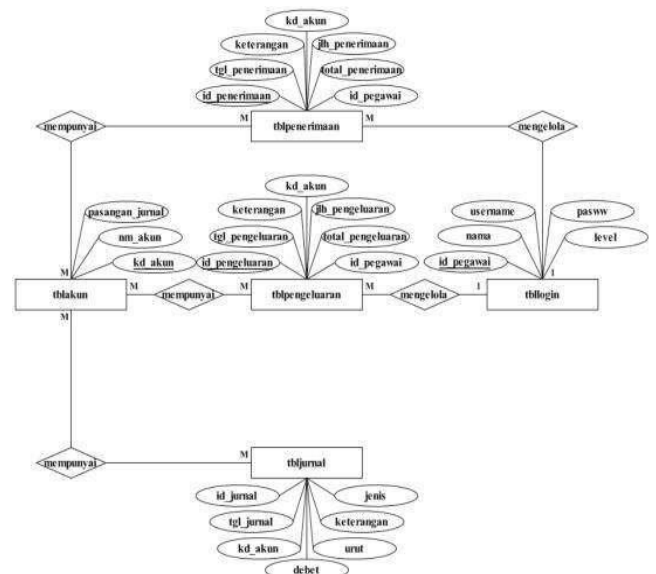 kd_akun
keterangan
jlh_penerimaan
tgl_penerimaan
total_penerimaan
id_penerimaan
id_pegawai
mempunyai
M
tblpenerimaan
M
mengelola
kd_akun
pasangan_jurnal
keterangan
jlh_pengeluaran
username
pasww
nm_akun
tgl_pengeluaran
total_pengeluaran
nama
level
kd_akun
id_pengeluaran
id_pegawai
id_pegawai
M
1
tblakun
M
mempunyai
M
tblpengeluaran
M
mengelola
1
tbllogin
M
mempunyai
M
tbljurnal
id_jurnal
jenis
tgl_jurnal
keterangan
kd_akun
urut
debet